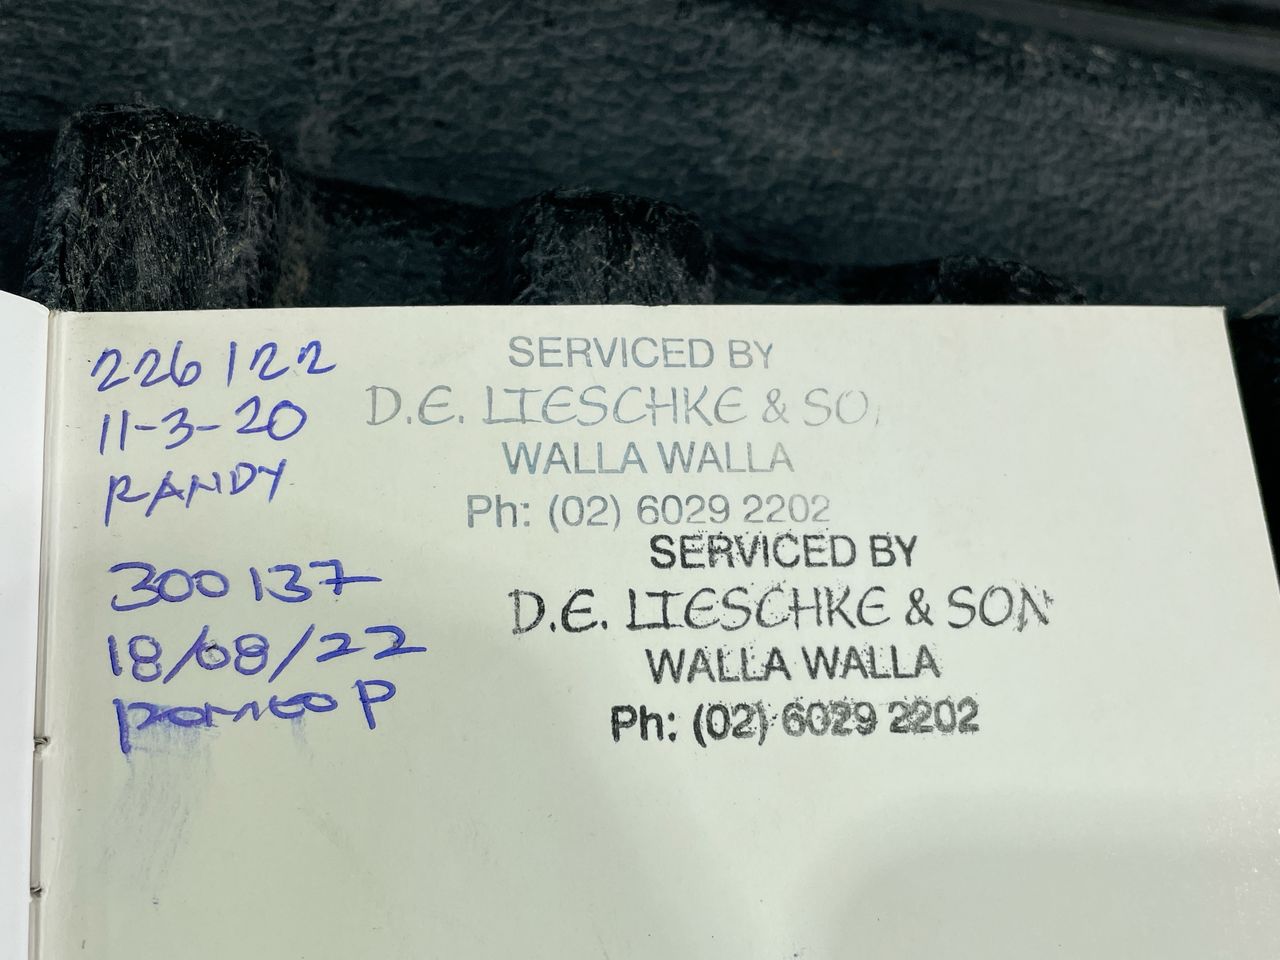 226122
11-3-20
RANDY
SERVICED BY
D.E. LIESCHKE & SO
WALLA WALLA
Ph: (02) 6029 2202
300137
18/08/22
ROMEO P
SERVICED BY
D.E. LIESCHKE & SON
WALLA WALLA
Ph: (02) 6029 2202